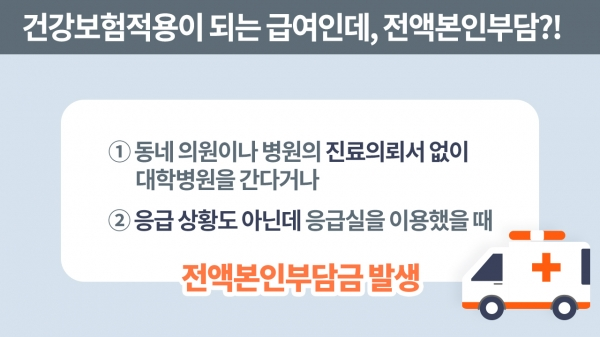 건강보험적용이 되는 급여인데, 전액본인부담?!
① 동네 의원이나 병원의 진료의뢰서 없이
대학병원을 간다거나
② 응급 상황도 아닌데 응급실을 이용했을 때
전액본인부담금 발생